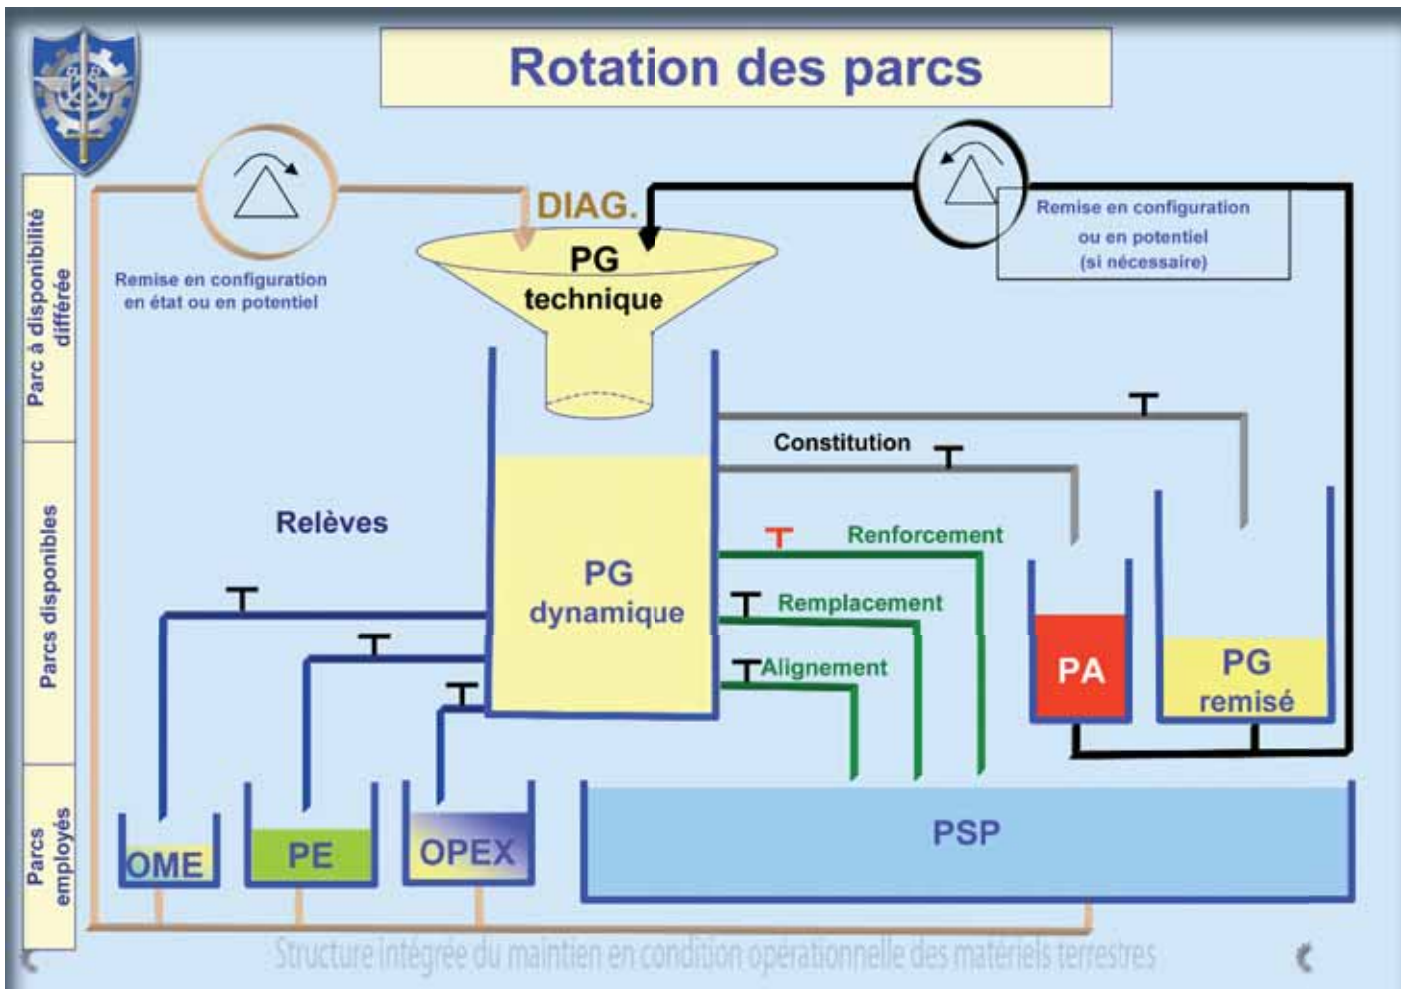 Rotation des parcs
DIAG.
PG
technique
Remise en configuration
en état ou en potentiel
Remise en configuration
ou en potentiel
(si nécessaire)
Parc à disponibilité
différée
Constitution
Relèves
Renforcement
PG
dynamique
Remplacement
Alignement
PA
PG
remisé
Parcs disponibles
Parcs
employés
OME
PE
OPEX
PSP
Structure intégrée du maintien en condition opérationnelle des matériels terrestres